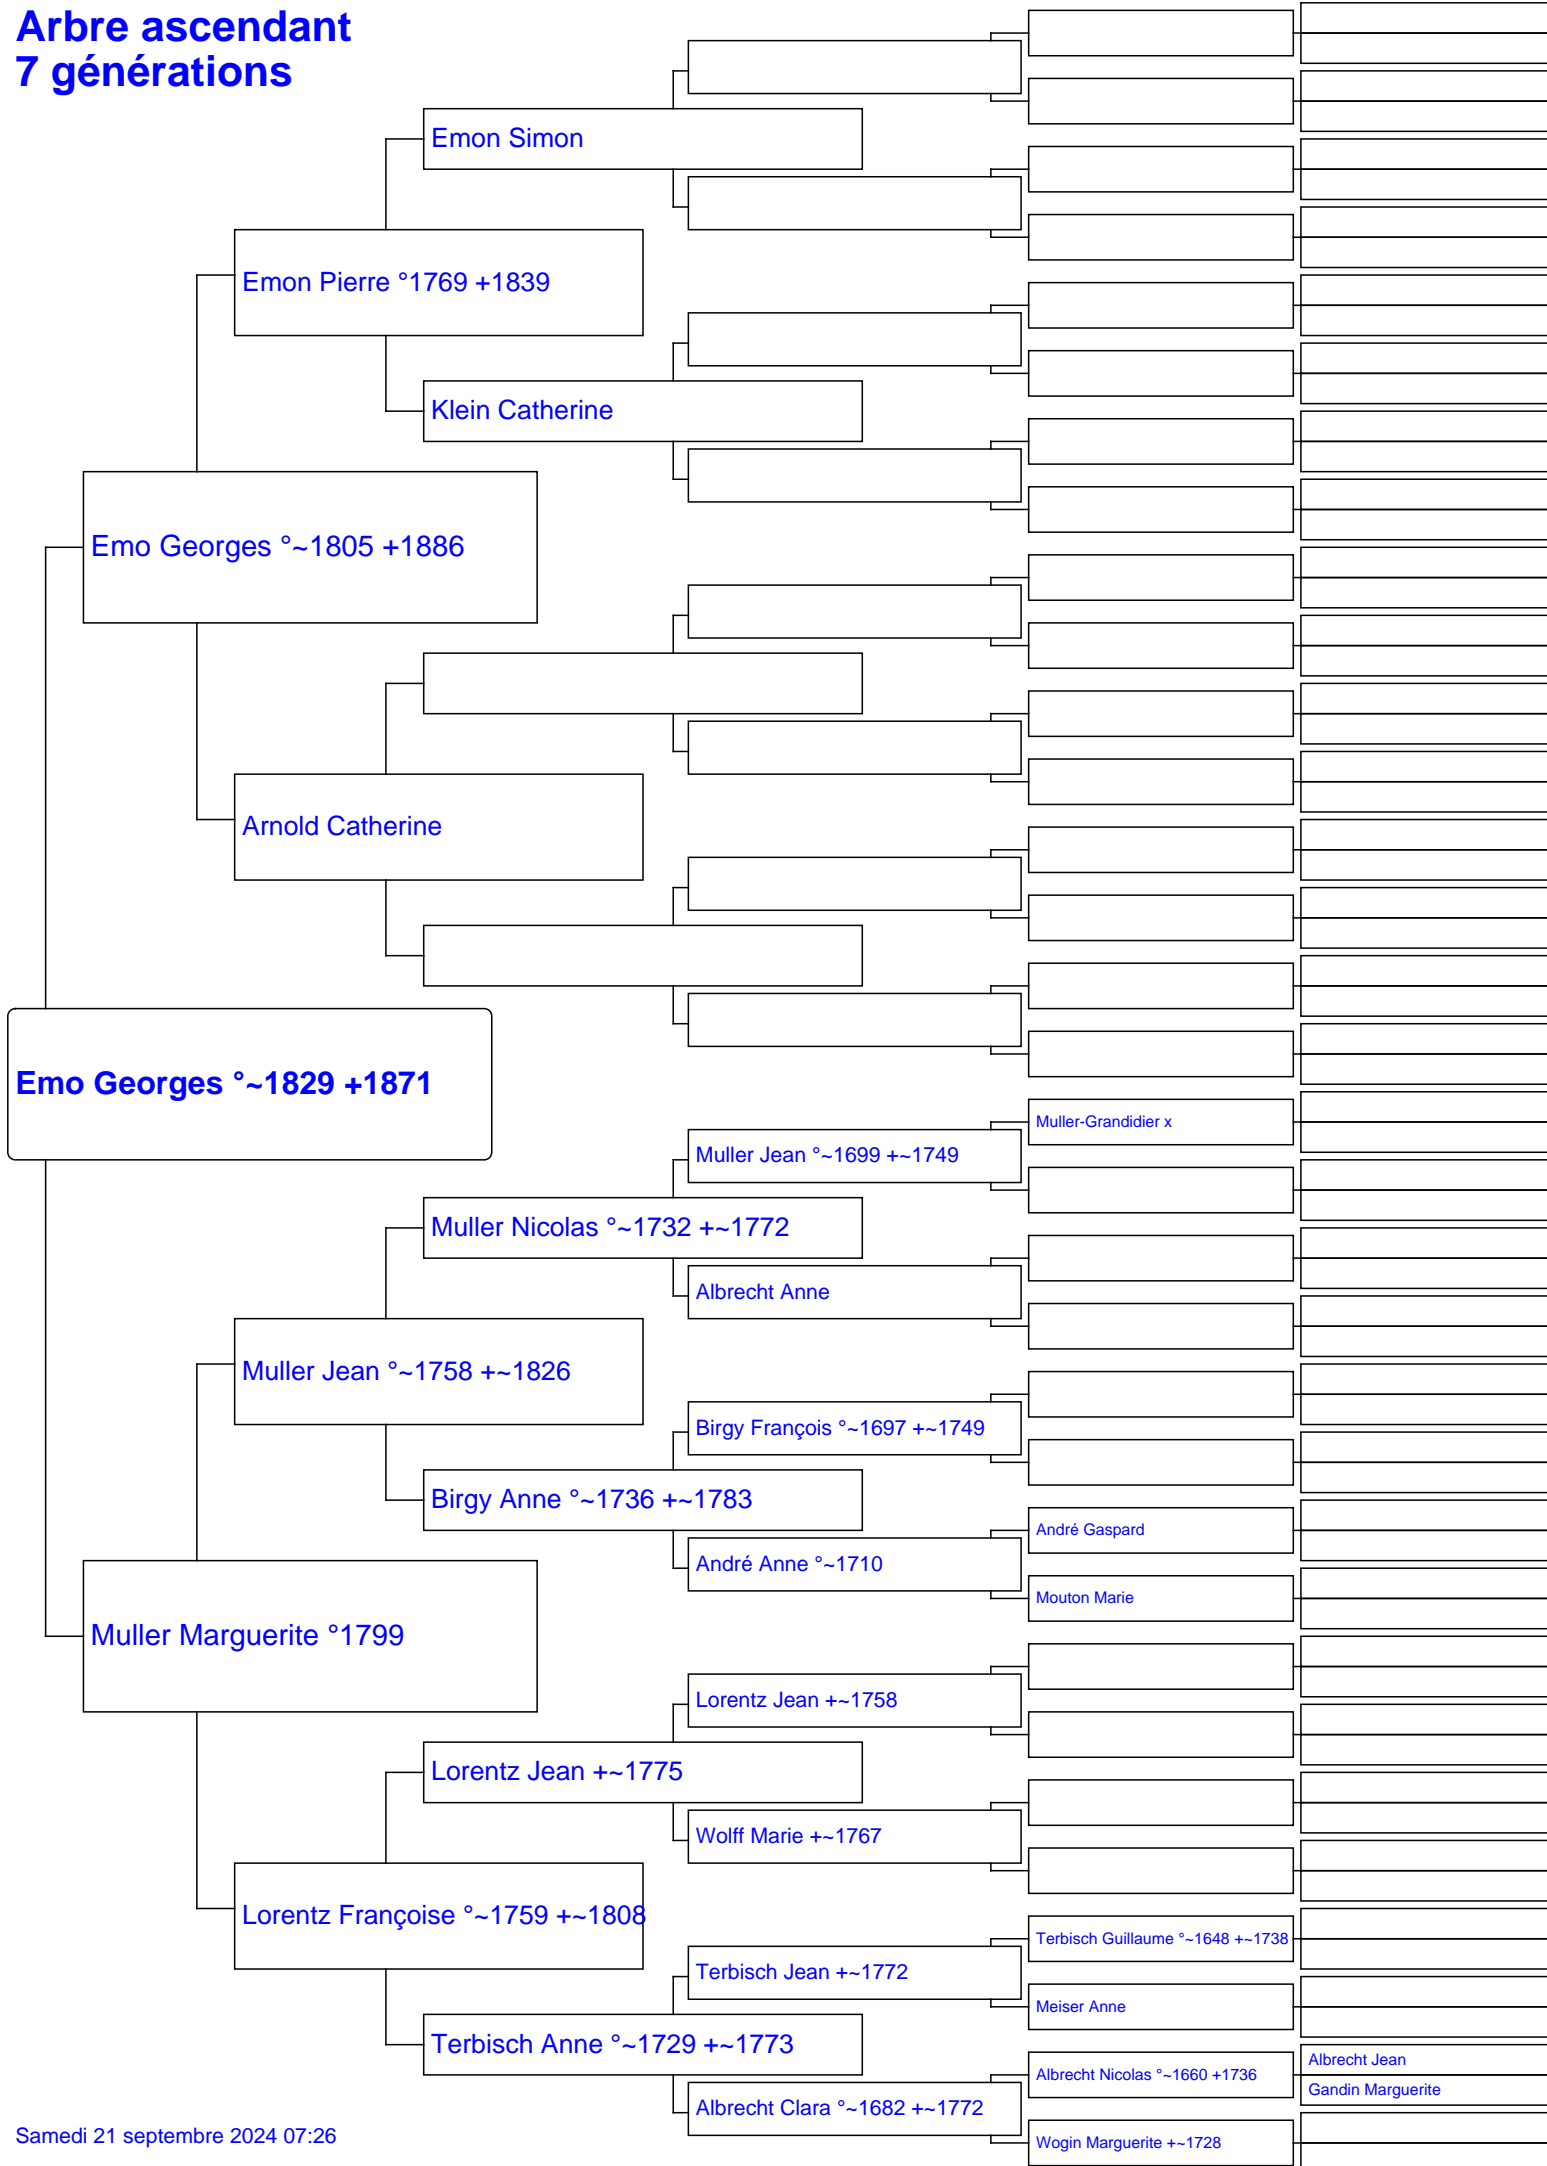 Arbre ascendant
7 générations
Emon Simon
Emon Pierre °1769 +1839
Klein Catherine
Emo Georges °~1805 +1886
Arnold Catherine
Emo Georges °~1829 +1871
Muller-Grandidier x
Muller Jean °~1699 +~1749
Muller Nicolas °~1732 +~1772
Albrecht Anne
Muller Jean °~1758 +~1826
Birgy François °~1697 +~1749
Birgy Anne °~1736 +~1783
André Gaspard
André Anne °~1710
Mouton Marie
Muller Marguerite °1799
Lorentz Jean +~1758
Lorentz Jean +~1775
Wolff Marie +~1767
Lorentz Françoise °~1759 +~1808
Terbisch Guillaume °~1648 +~1738
Terbisch Jean +~1772
Meiser Anne
Terbisch Anne °~1729 +~1773
Albrecht Jean
Albrecht Nicolas °~1660 +1736
Gandin Marguerite
Albrecht Clara °~1682 +~1772
Wogin Marguerite +~1728
Samedi 21 septembre 2024 07:26